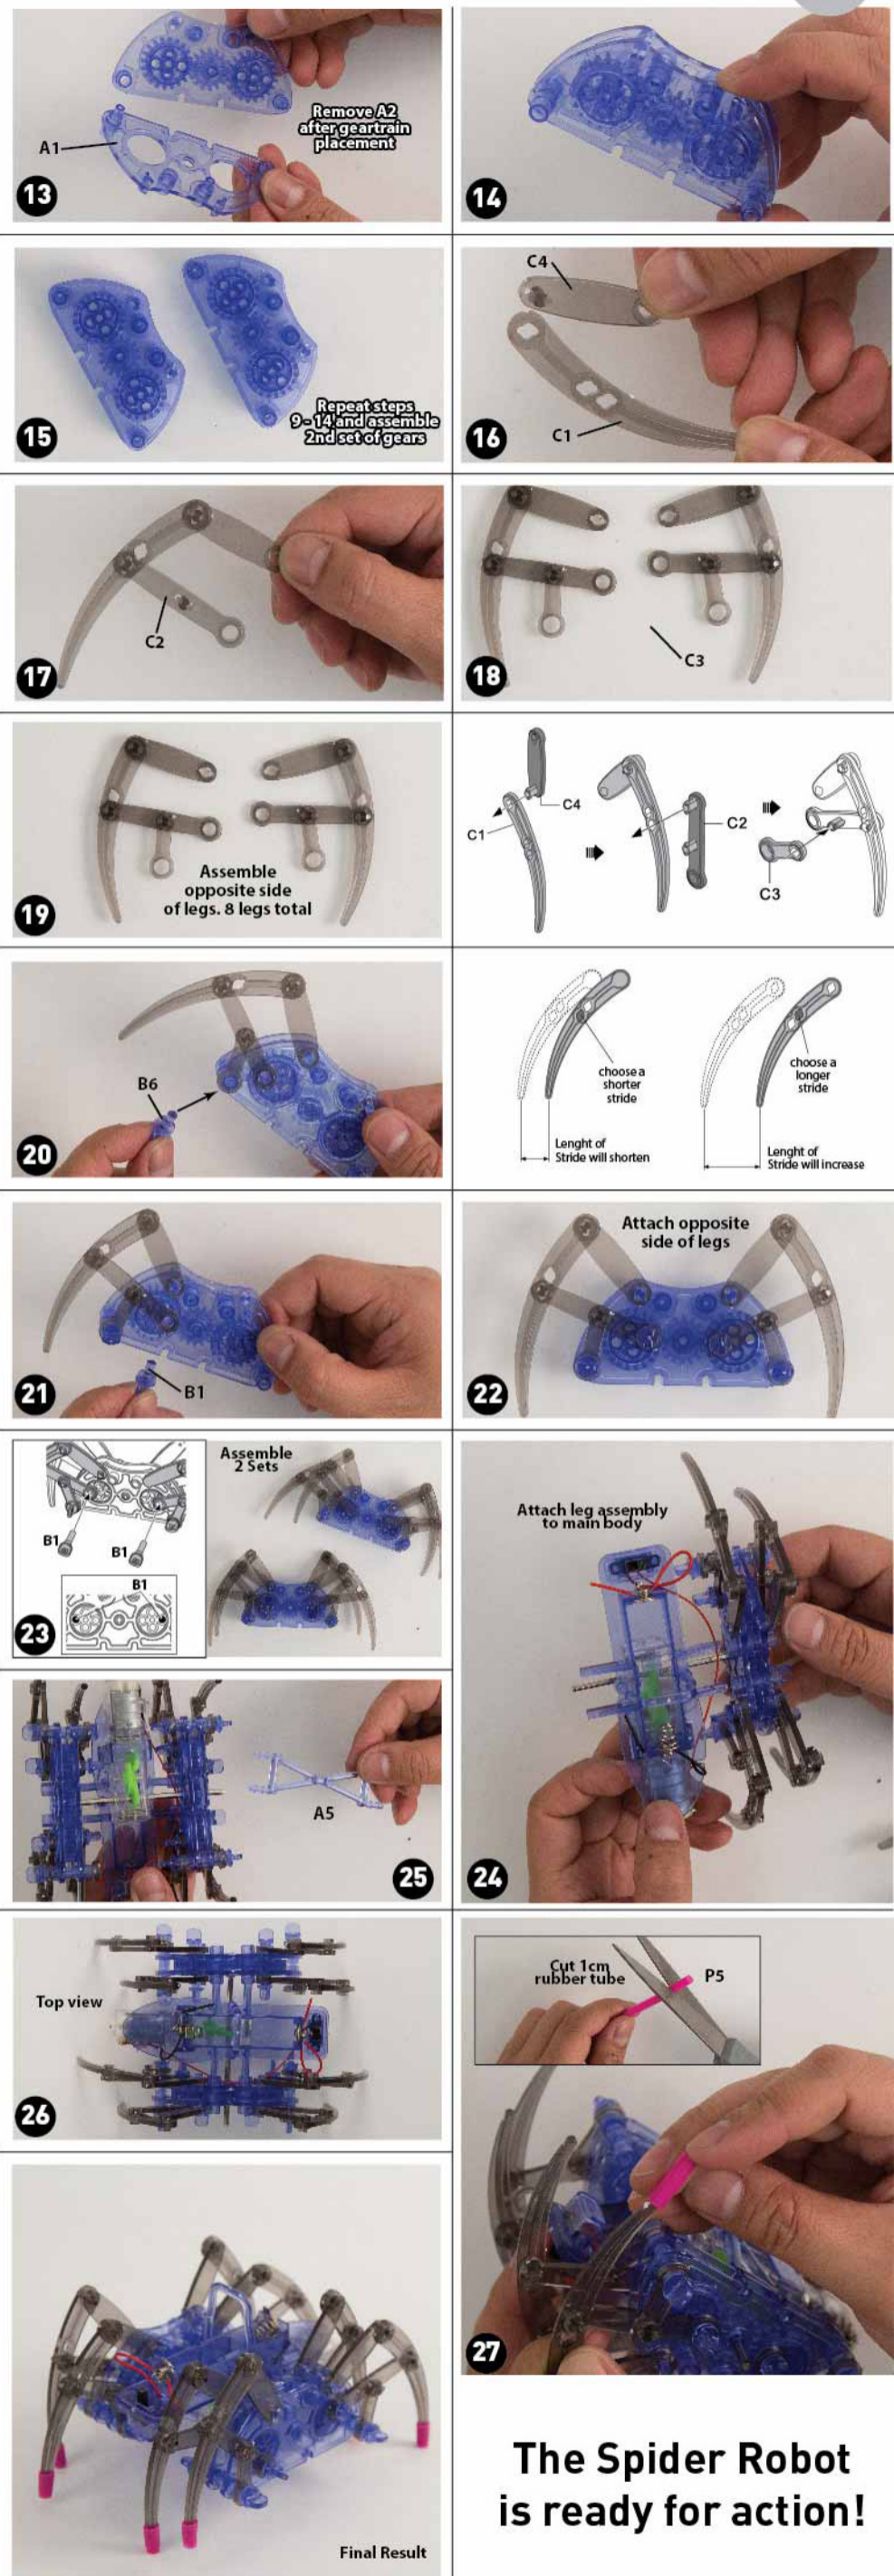 Remove A2
after geartrain
placement
A1
13
14
15
Repeat steps
9 - 14 and assemble
2nd set of gears
C4
C1
16
C2
17
C3
18
Assemble
opposite side
of legs. 8 legs total
19
C1
C4
C2
C3
B6
20
choose a
shorter
stride
Lenght of
Stride will shorten
choose a
longer
stride
Lenght of
Stride will increase
B1
21
Attach opposite
side of legs
22
Assemble
2 Sets
B1
B1
B1
23
Attach leg assembly
to main body
24
A5
25
Top view
26
Cut 1cm
rubber tube
P5
27
Final Result
The Spider Robot
is ready for action!